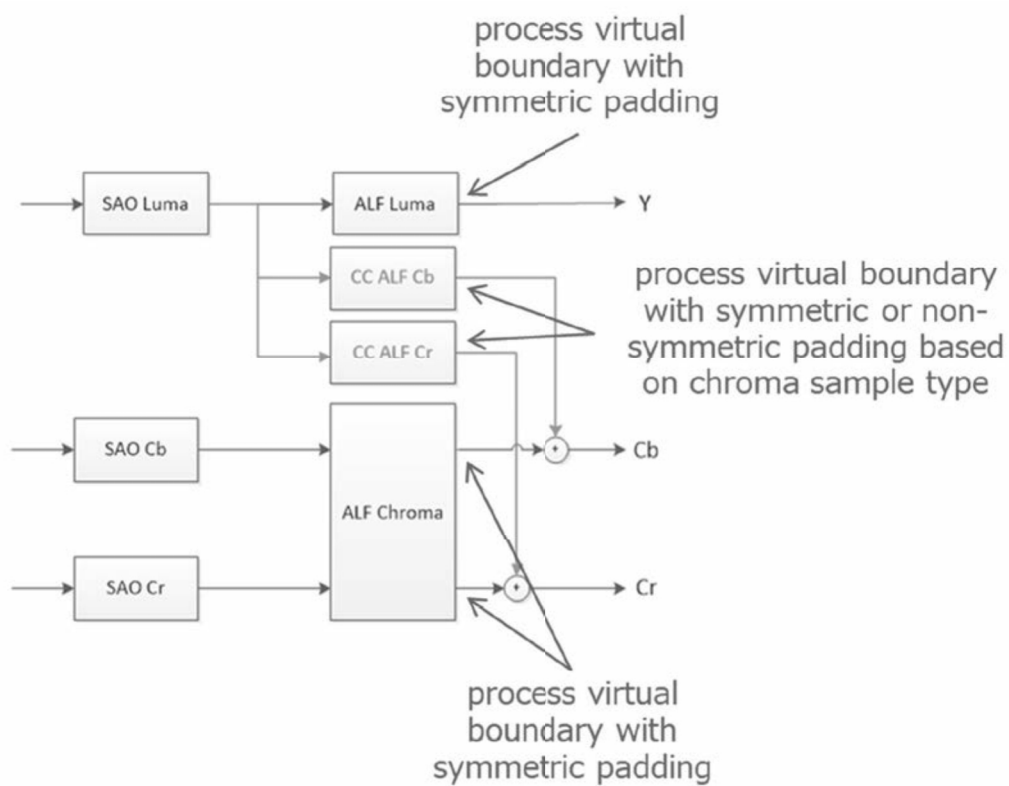 process virtual
boundary with
symmetric padding
SAO Luma
ALF Luma
Y
CC ALF Cb
process virtual boundary
with symmetric or non-
symmetric padding based
on chroma sample type
CC ALF Cr
SAO Cb
+
Cb
ALF Chroma
SAO Cr
+
Cr
process virtual
boundary with
symmetric padding